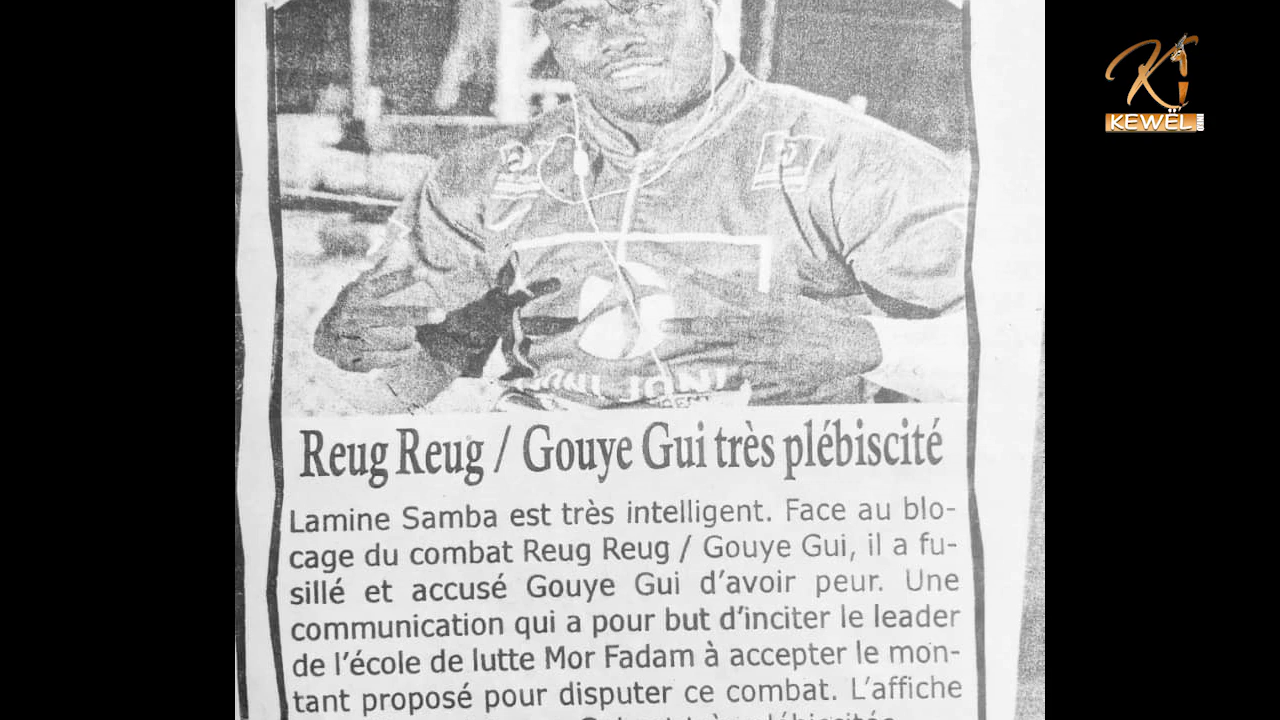 KEWËL
JONI JONI
Reug Reug / Gouye Gui très plébiscité
Lamine Samba est très intelligent. Face au blo-
cage du combat Reug Reug / Gouye Gui, il a fu-
sillé et accusé Gouye Gui d'avoir peur. Une
communication qui a pour but d'inciter le leader
de l'école de lutte Mor Fadam à accepter le mon-
tant proposé pour disputer ce combat. L'affiche